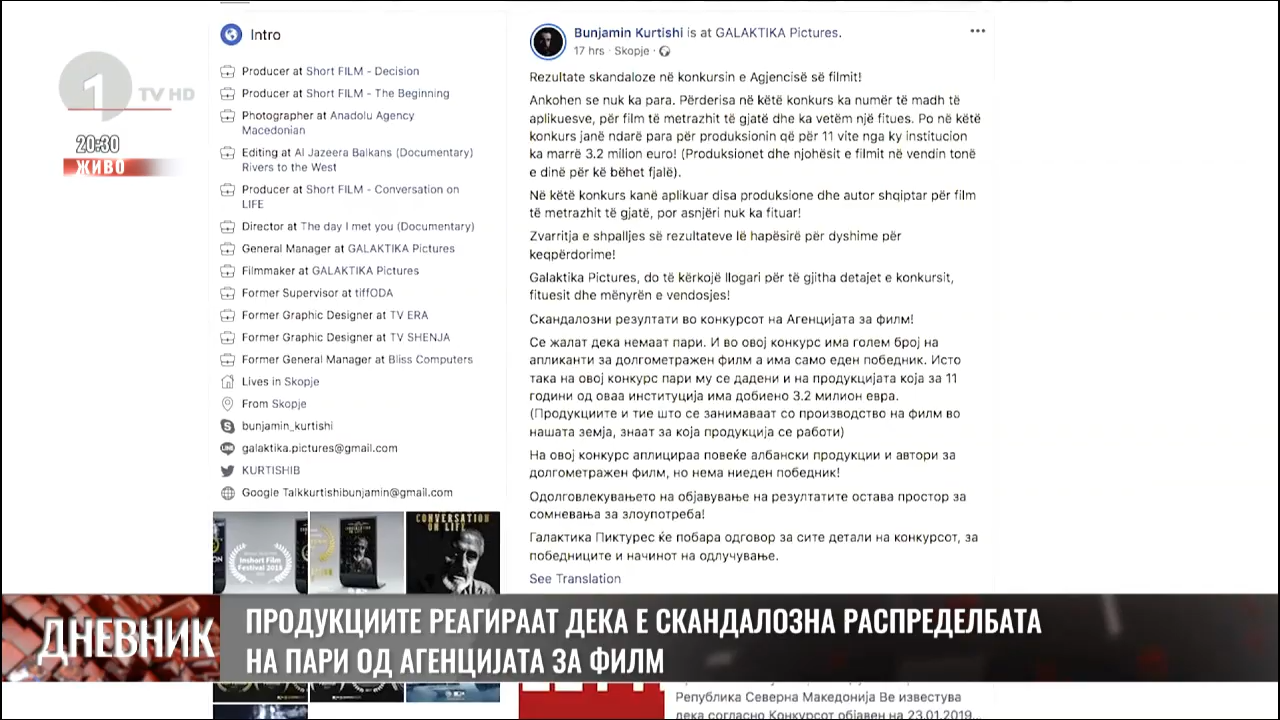 1 TV HD
20:30
ЖИВО
Intro
Producer at Short FILM - Decision
Producer at Short FILM - The Beginning
Photographer at Anadolu Agency
Macedonian
Editing at Al Jazeera Balkans (Documentary)
Rivers to the West
Producer at Short FILM - Conversation on
LIFE
Director at The day I met you (Documentary)
General Manager at GALAKTIKA Pictures
Filmmaker at GALAKTIKA Pictures
Former Supervisor at tiffODA
Former Graphic Designer at TV ERA
Former Graphic Designer at TV SHENJA
Former General Manager at Bliss Computers
Lives in Skopje
From Skopje
bunjamin_kurtishi
galaktika.pictures@gmail.com
KURTISHIB
Google Talkkurtishibunjamin@gmail.com
Inshort Film
Festival 2018
CONVERSATION
ON LIFE
Bunjamin Kurtishi is at GALAKTIKA Pictures.
17 hrs · Skopje ·
Rezultate skandaloze në konkursin e Agjencisë së filmit!
Ankohen se nuk ka para. Përderisa në këtë konkurs ka numër të madh të
aplikuesve, për film të metrazhit të gjatë dhe ka vetëm një fitues. Po në këtë
konkurs janë ndarë para për produksionin që për 11 vite nga ky institucion
ka marrë 3.2 milion euro! (Produksionet dhe njohësit e filmit në vendin tonë
e dinë për kë bëhet fjalë).
Në këtë konkurs kanë aplikuar disa produksione dhe autor shqiptar për film
të metrazhit të gjatë, por asnjëri nuk ka fituar!
Zvarritja e shpalljes së rezultateve lë hapësirë për dyshime për
keqpërdorime!
Galaktika Pictures, do të kërkojë llogari për të gjitha detajet e konkursit,
fituesit dhe mënyrën e vendosjes!
Скандалозни резултати во конкурсот на Агенцијата за филм!
Се жалат дека немаат пари. И во овој конкурс има голем број на
апликанти за долгометражен филм а има само еден победник. Исто
така на овој конкурс пари му се дадени и на продукцијата која за 11
години од оваа институција има добиено 3.2 милион евра.
(Продукциите и тие што се занимаваат со производство на филм во
нашата земја, знаат за која продукција се работи)
На овој конкурс аплицираа повеќе албански продукции и автори за
долгометражен филм, но нема ниеден победник!
Одолговлекувањето на објавување на резултатите остава простор за
сомневања за злоупотреба!
Галактика Пиктурес ќе побара одговор за сите детали на конкурсот, за
победниците и начинот на одлучување.
See Translation
ДНЕВНИК
ПРОДУКЦИИТЕ РЕАГИРААТ ДЕКА Е СКАНДАЛОЗНА РАСПРЕДЕЛБАТА
НА ПАРИ ОД АГЕНЦИЈАТА ЗА ФИЛМ
Република Северна Македонија Ве известува
дека согласно Конкурсот објавен на 23.01.2019...